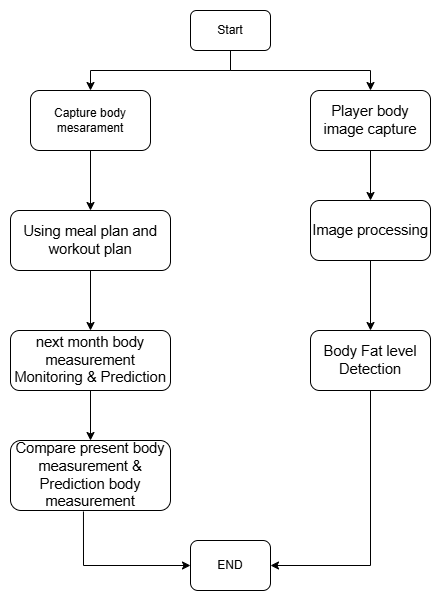 Start
Capture body
mesarament
Player body
image capture
Using meal plan and
workout plan
Image processing
next month body
measurement
Monitoring & Prediction
Body Fat level
Detection
Compare present body
measurement &
Prediction body
measurement
END